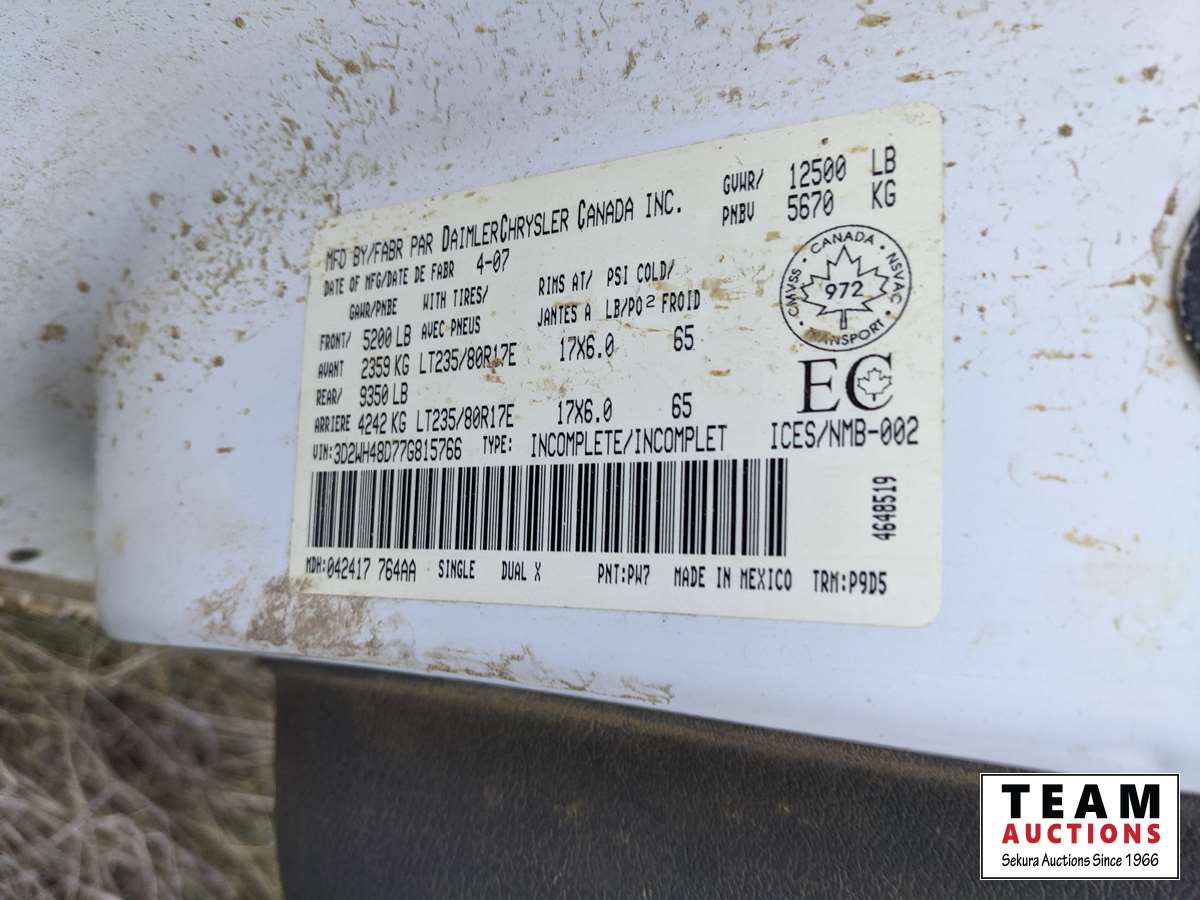 MFD BY/FABR PAR DAIMLERCHRYSLER CANADA INC.
GVWR/ 12500 LB
PNBV 5670 KG
DATE OF MFG/DATE DE FABR 4-07
GAWR/PNBE WITH TIRES/ RIMS AT/ PSI COLD/
AVEC PNEUS JANTES A LB/PO² FROID
FRONT/ 5200 LB
AVANT 2359 KG LT235/80R17E 17X6.0 65
REAR/ 9350 LB
ARRIERE 4242 KG LT235/80R17E 17X6.0 65
CANADA
CMVSS NSVAC
972
TRANSPORT
EC
VIN:3D2WH48D77G815766 TYPE: INCOMPLETE/INCOMPLET ICES/NMB-002
4648519
MDH:042417 764AA SINGLE DUAL X PNT:PW7 MADE IN MEXICO TRM:P9D5
TEAM
AUCTIONS
Sekura Auctions Since 1966